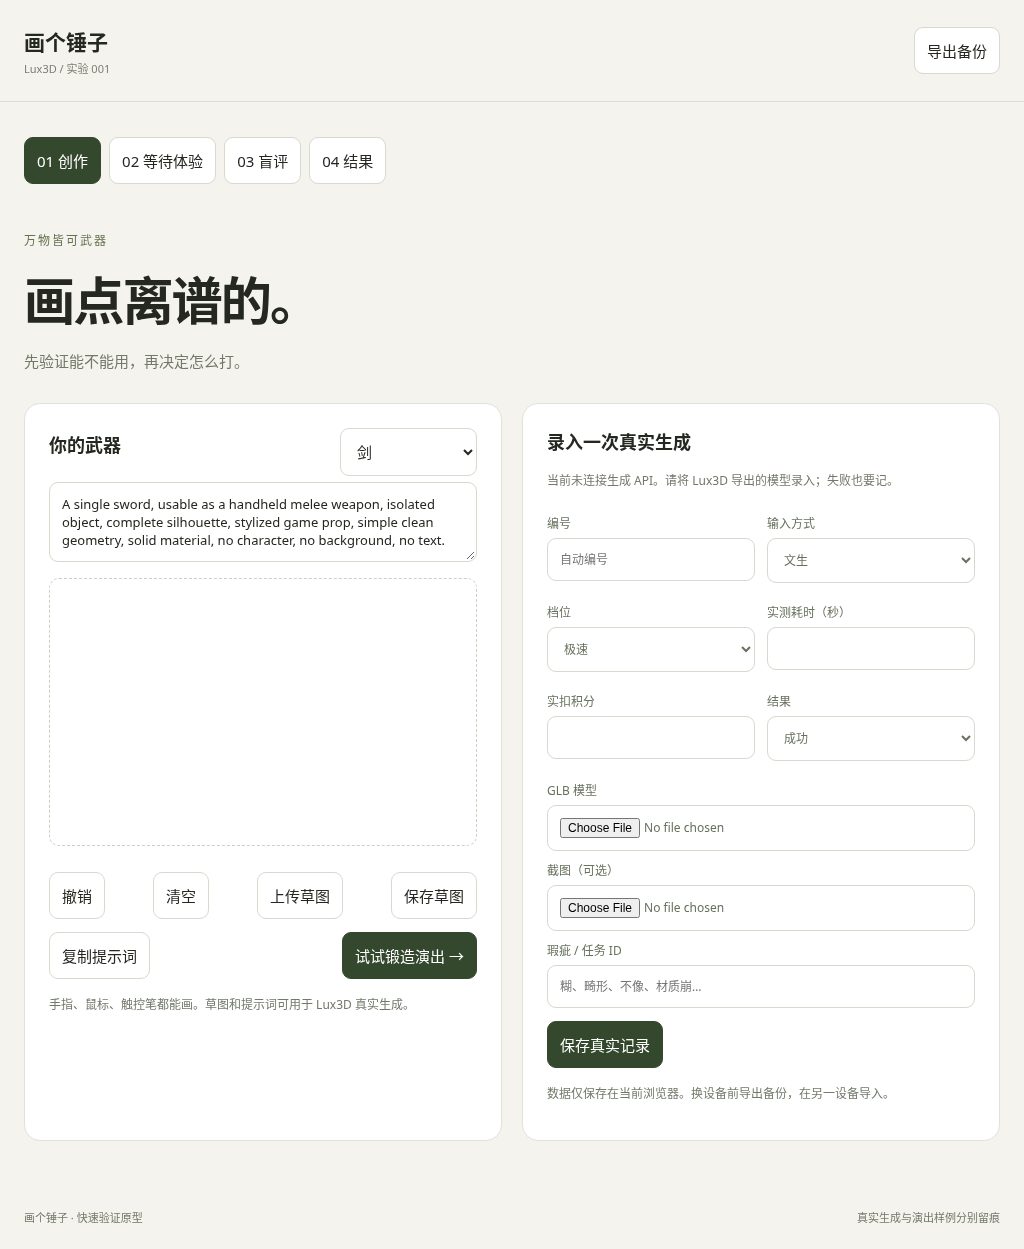 画个锤子
Lux3D / 实验 001
导出备份
01 创作
02 等待体验
03 盲评
04 结果
万物皆可武器
画点离谱的。
先验证能不能用，再决定怎么打。
你的武器
剑
A single sword, usable as a handheld melee weapon, isolated
object, complete silhouette, stylized game prop, simple clean
geometry, solid material, no character, no background, no text.
撤销
清空
上传草图
保存草图
复制提示词
试试锻造演出 →
手指、鼠标、触控笔都能画。草图和提示词可用于 Lux3D 真实生成。
录入一次真实生成
当前未连接生成 API。请将 Lux3D 导出的模型录入；失败也要记。
编号
输入方式
自动编号
文生
档位
实测耗时（秒）
极速
实扣积分
结果
成功
GLB 模型
Choose File No file chosen
截图（可选）
Choose File No file chosen
瑕疵 / 任务 ID
糊、畸形、不像、材质崩…
保存真实记录
数据仅保存在当前浏览器。换设备前导出备份，在另一设备导入。
画个锤子 · 快速验证原型
真实生成与演出样例分别留痕